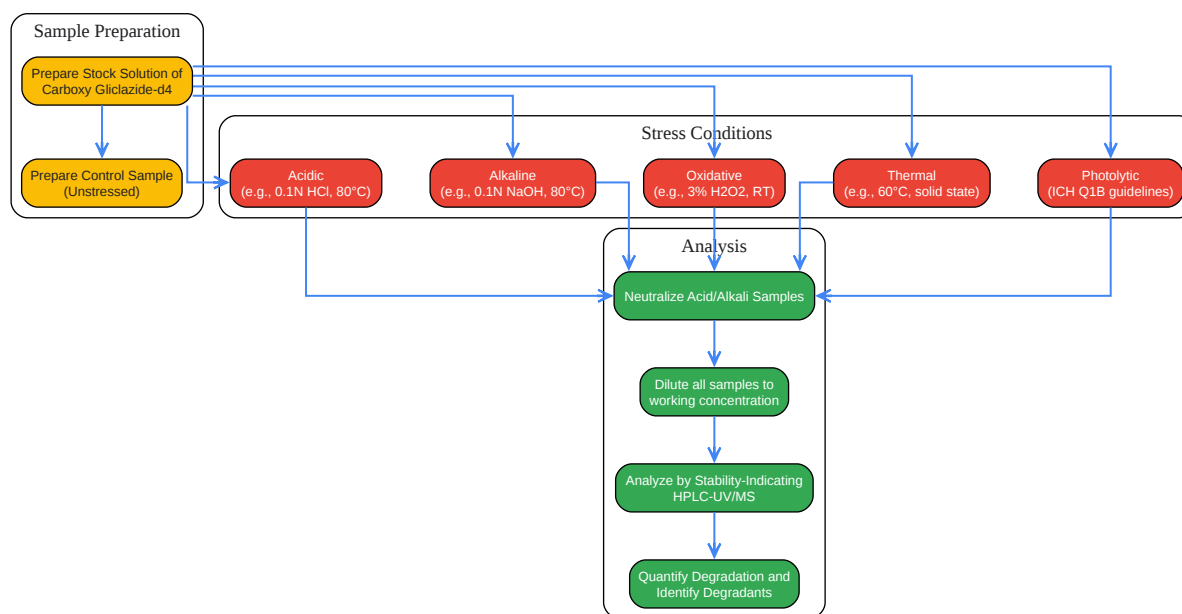 Sample Preparation
Prepare Stock Solution of
Carboxy Gliclazide-d4
Prepare Control Sample
(Unstressed)
Stress Conditions
Acidic
(e.g., 0.1N HCl, 80°C)
Alkaline
(e.g., 0.1N NaOH, 80°C)
Oxidative
(e.g., 3% H2O2, RT)
Thermal
(e.g., 60°C, solid state)
Photolytic
(ICH Q1B guidelines)
Analysis
Neutralize Acid/Alkali Samples
Dilute all samples to
working concentration
Analyze by Stability-Indicating
HPLC-UV/MS
Quantify Degradation and
Identify Degradants